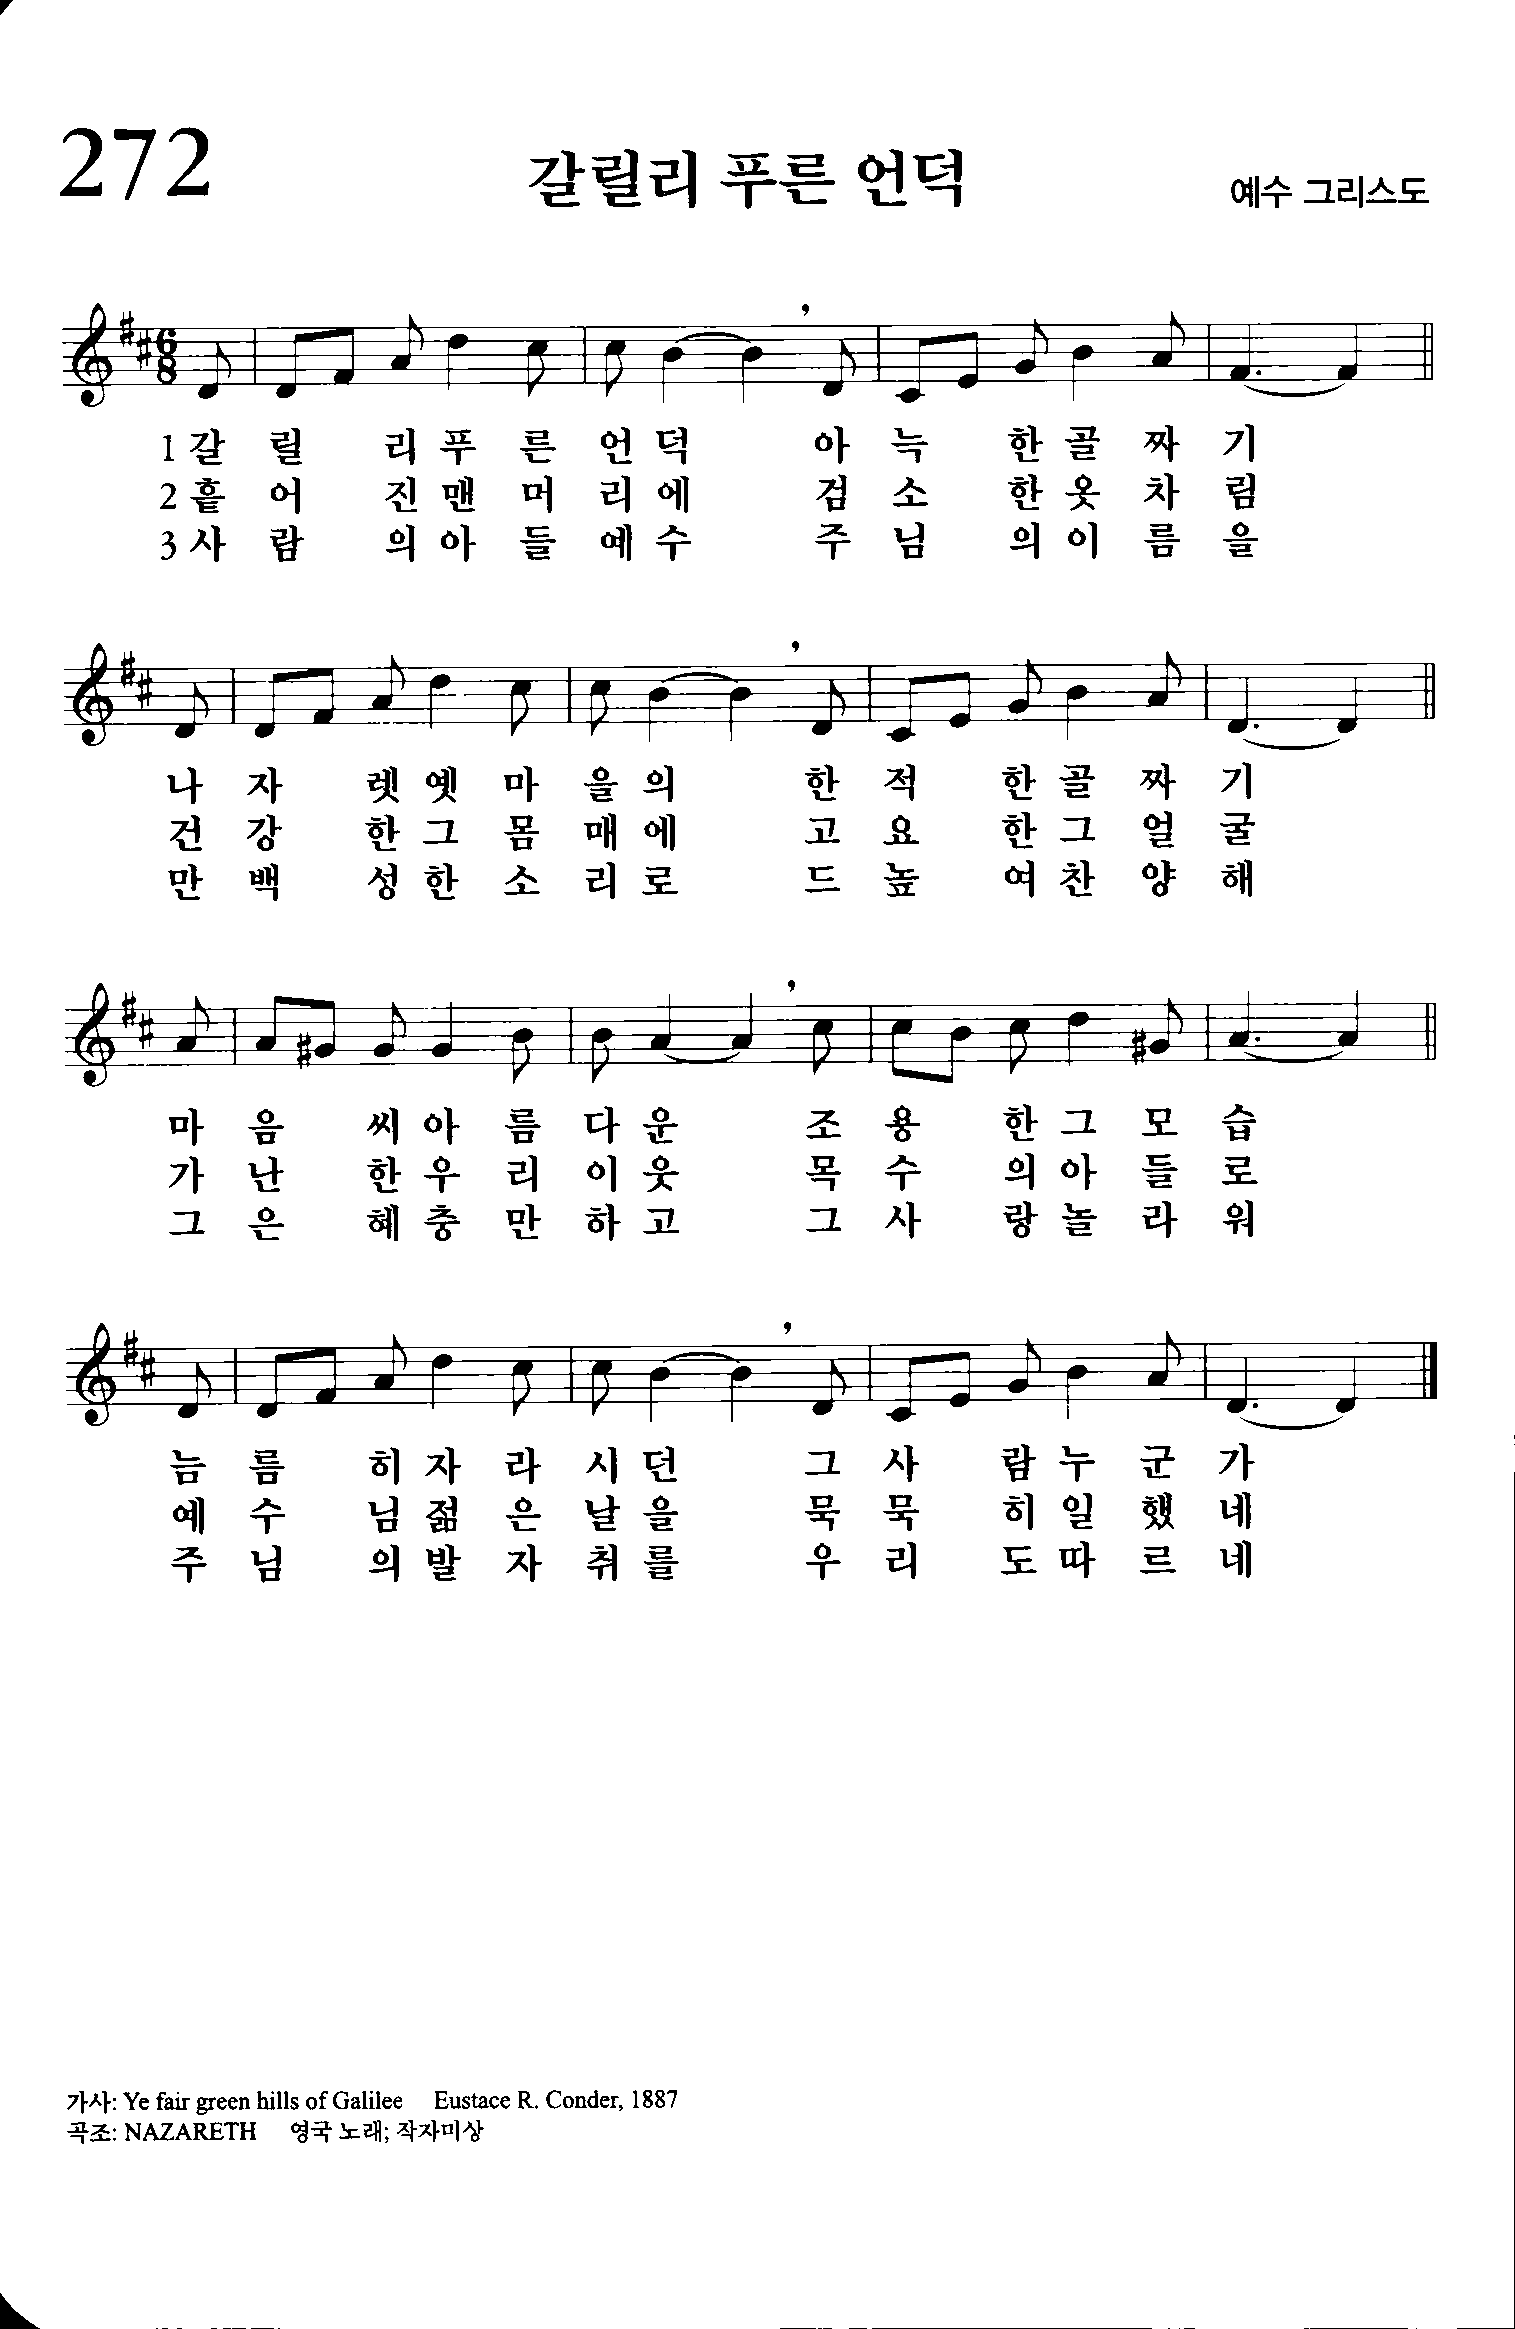 272
갈릴리 푸른 언덕
예수 그리스도
1 갈 릴 리 푸 른 언 덕 아 늑 한 골 짜 기
2 흩 어 진 맨 머 리 에 검 소 한 옷 차 림
3 사 람 의 아 들 예 수 주 님 의 이 름 을
나 자 렛 옛 마 을 의 한 적 한 골 짜 기
건 강 한 그 몸 매 에 고 요 한 그 얼 굴
만 백 성 한 소 리 로 드 높 여 찬 양 해
마 음 씨 아 름 다 운 조 용 한 그 모 습
가 난 한 우 리 이 웃 목 수 의 아 들 로
그 은 혜 충 만 하 고 그 사 랑 놀 라 워
늠 름 히 자 라 시 던 그 사 람 누 군 가
예 수 님 젊 은 날 을 묵 묵 히 일 했 네
주 님 의 발 자 취 를 우 리 도 따 르 네
가사: Ye fair green hills of Galilee Eustace R. Conder, 1887
곡조: NAZARETH 영국 노래; 작자미상